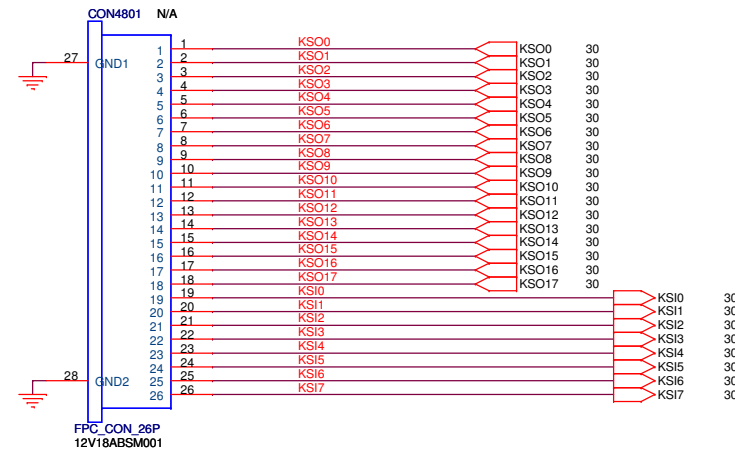 CON4801 N/A
1 1 KSO0 KSO0 30
27 GND1 2 2 KSO1 KSO1 30
3 3 KSO2 KSO2 30
4 4 KSO3 KSO3 30
5 5 KSO4 KSO4 30
6 6 KSO5 KSO5 30
7 7 KSO6 KSO6 30
8 8 KSO7 KSO7 30
9 9 KSO8 KSO8 30
10 10 KSO9 KSO9 30
11 11 KSO10 KSO10 30
12 12 KSO11 KSO11 30
13 13 KSO12 KSO12 30
14 14 KSO13 KSO13 30
15 15 KSO14 KSO14 30
16 16 KSO15 KSO15 30
17 17 KSO16 KSO16 30
18 18 KSO17 KSO17 30
19 19 KSI0 KSI0 30
20 20 KSI1 KSI1 30
21 21 KSI2 KSI2 30
22 22 KSI3 KSI3 30
23 23 KSI4 KSI4 30
24 24 KSI5 KSI5 30
28 GND2 25 25 KSI6 KSI6 30
26 26 KSI7 KSI7 30
FPC_CON_26P
12V18ABSM001